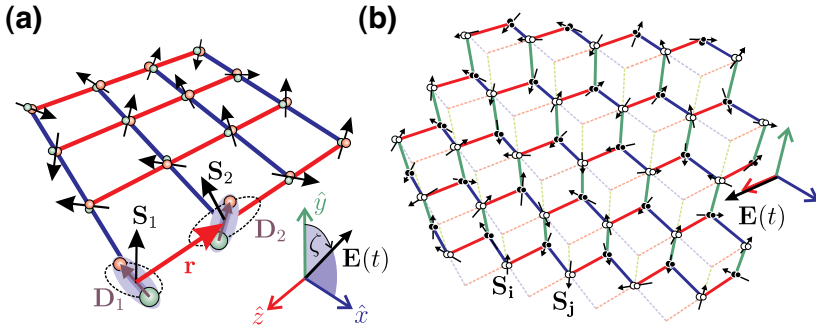 (a)
S₁
S₂
D₁
D₂
r
ŷ
ζ
E(t)
ẑ
x̂
(b)
E(t)
Sᵢ
Sⱼ